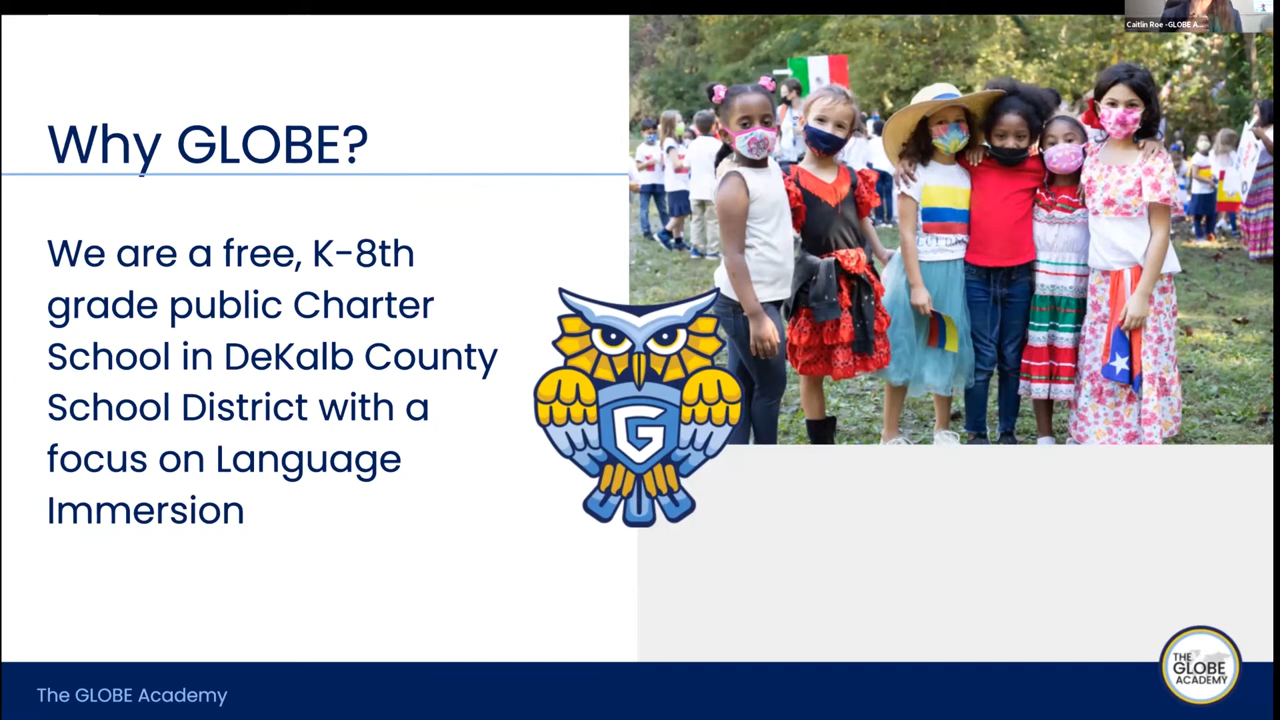 Caitlin Roe -GLOBE A...
Why GLOBE?
We are a free, K-8th
grade public Charter
School in DeKalb County
School District with a
focus on Language
Immersion
G
THE
GLOBE
ACADEMY
The GLOBE Academy